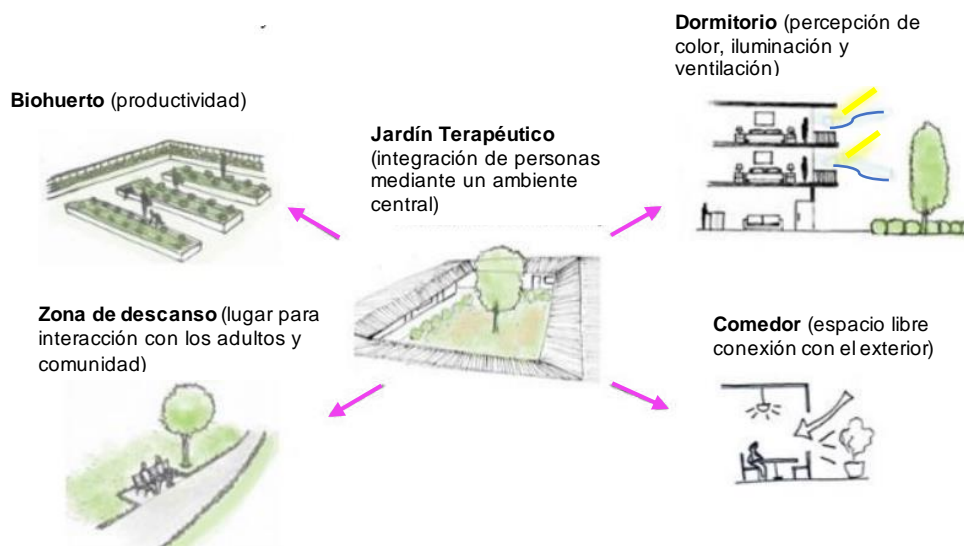 Biohuerto (productividad)
Jardín Terapéutico
(integración de personas
mediante un ambiente
central)
Dormitorio (percepción de
color, iluminación y
ventilación)
Zona de descanso (lugar para
interacción con los adultos y
comunidad)
Comedor (espacio libre
conexión con el exterior)